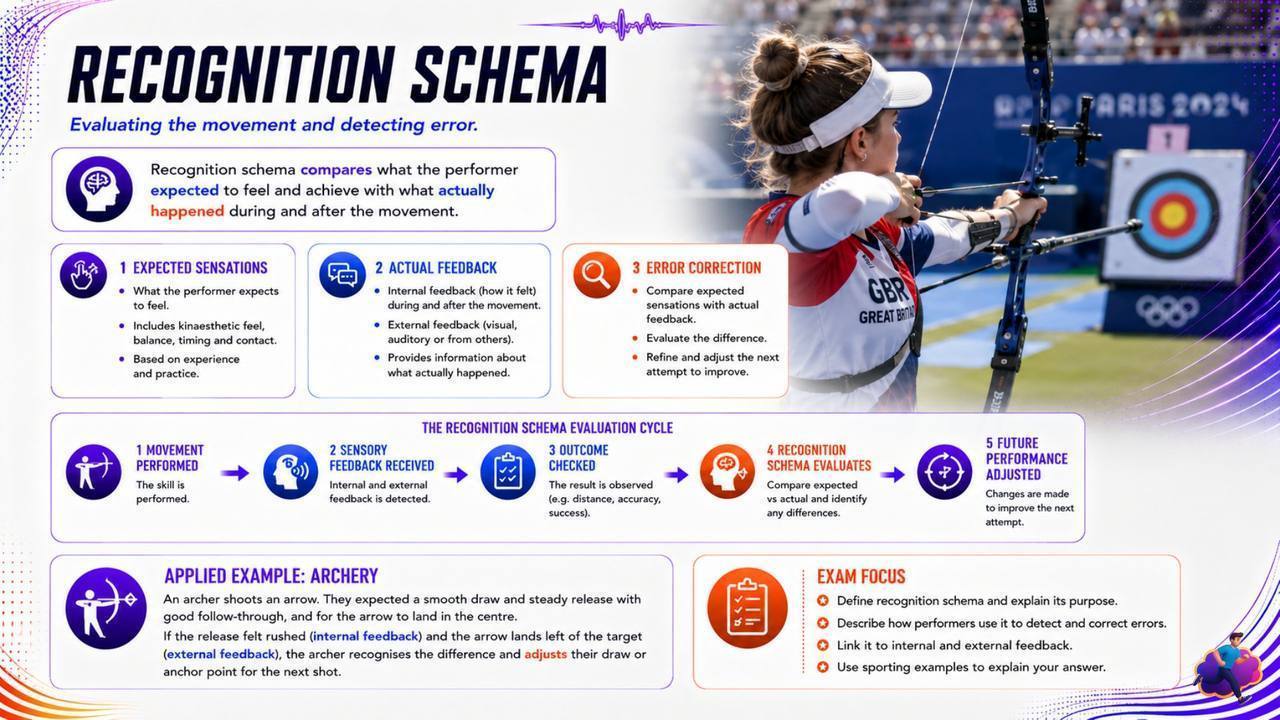 RECOGNITION SCHEMA
Evaluating the movement and detecting error.
Recognition schema compares what the performer
expected to feel and achieve with what actually
happened during and after the movement.
1 EXPECTED SENSATIONS
• What the performer expects
to feel.
• Includes kinaesthetic feel,
balance, timing and contact.
• Based on experience
and practice.
2 ACTUAL FEEDBACK
• Internal feedback (how it felt)
during and after the movement.
• External feedback (visual,
auditory or from others).
• Provides information about
what actually happened.
3 ERROR CORRECTION
• Compare expected
sensations with actual
feedback.
• Evaluate the difference.
• Refine and adjust the next
attempt to improve.
PARIS 2024
1
GBR
GREAT BRITAIN
THE RECOGNITION SCHEMA EVALUATION CYCLE
1 MOVEMENT
PERFORMED
The skill is
performed.
2 SENSORY
FEEDBACK RECEIVED
Internal and external
feedback is detected.
3 OUTCOME
CHECKED
The result is observed
(e.g. distance, accuracy,
success).
4 RECOGNITION
SCHEMA EVALUATES
Compare expected
vs actual and identify
any differences.
5 FUTURE
PERFORMANCE
ADJUSTED
Changes are made
to improve the next
attempt.
APPLIED EXAMPLE: ARCHERY
An archer shoots an arrow. They expected a smooth draw and steady release with
good follow-through, and for the arrow to land in the centre.
If the release felt rushed (internal feedback) and the arrow lands left of the target
(external feedback), the archer recognises the difference and adjusts their draw or
anchor point for the next shot.
EXAM FOCUS
Define recognition schema and explain its purpose.
Describe how performers use it to detect and correct errors.
Link it to internal and external feedback.
Use sporting examples to explain your answer.